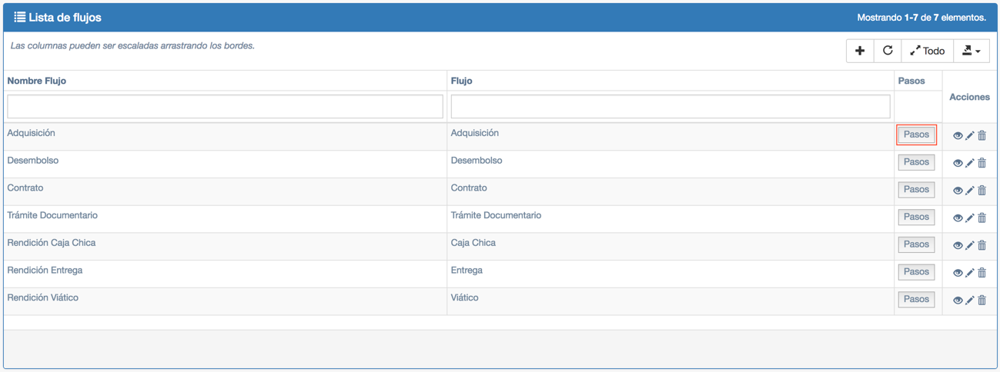 Lista de flujos
Mostrando 1-7 de 7 elementos.
Las columnas pueden ser escaladas arrastrando los bordes.
Todo
Nombre Flujo Flujo Pasos Acciones
Adquisición Adquisición Pasos
Desembolso Desembolso Pasos
Contrato Contrato Pasos
Trámite Documentario Trámite Documentario Pasos
Rendición Caja Chica Caja Chica Pasos
Rendición Entrega Entrega Pasos
Rendición Viático Viático Pasos